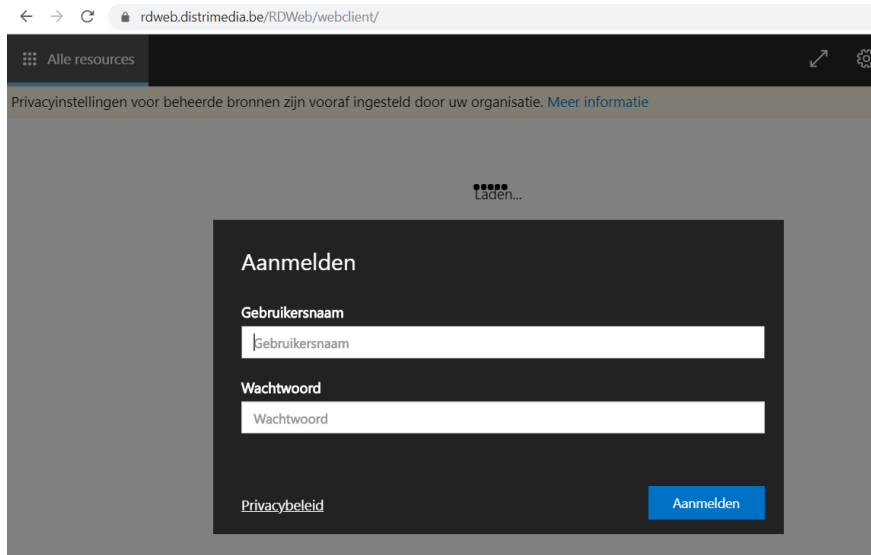 rdweb.distrimedia.be/RDWeb/webclient/
Alle resources
Privacyinstellingen voor beheerde bronnen zijn vooraf ingesteld door uw organisatie. Meer informatie
Laden...
Aanmelden
Gebruikersnaam
Gebruikersnaam
Wachtwoord
Wachtwoord
Privacybeleid Aanmelden